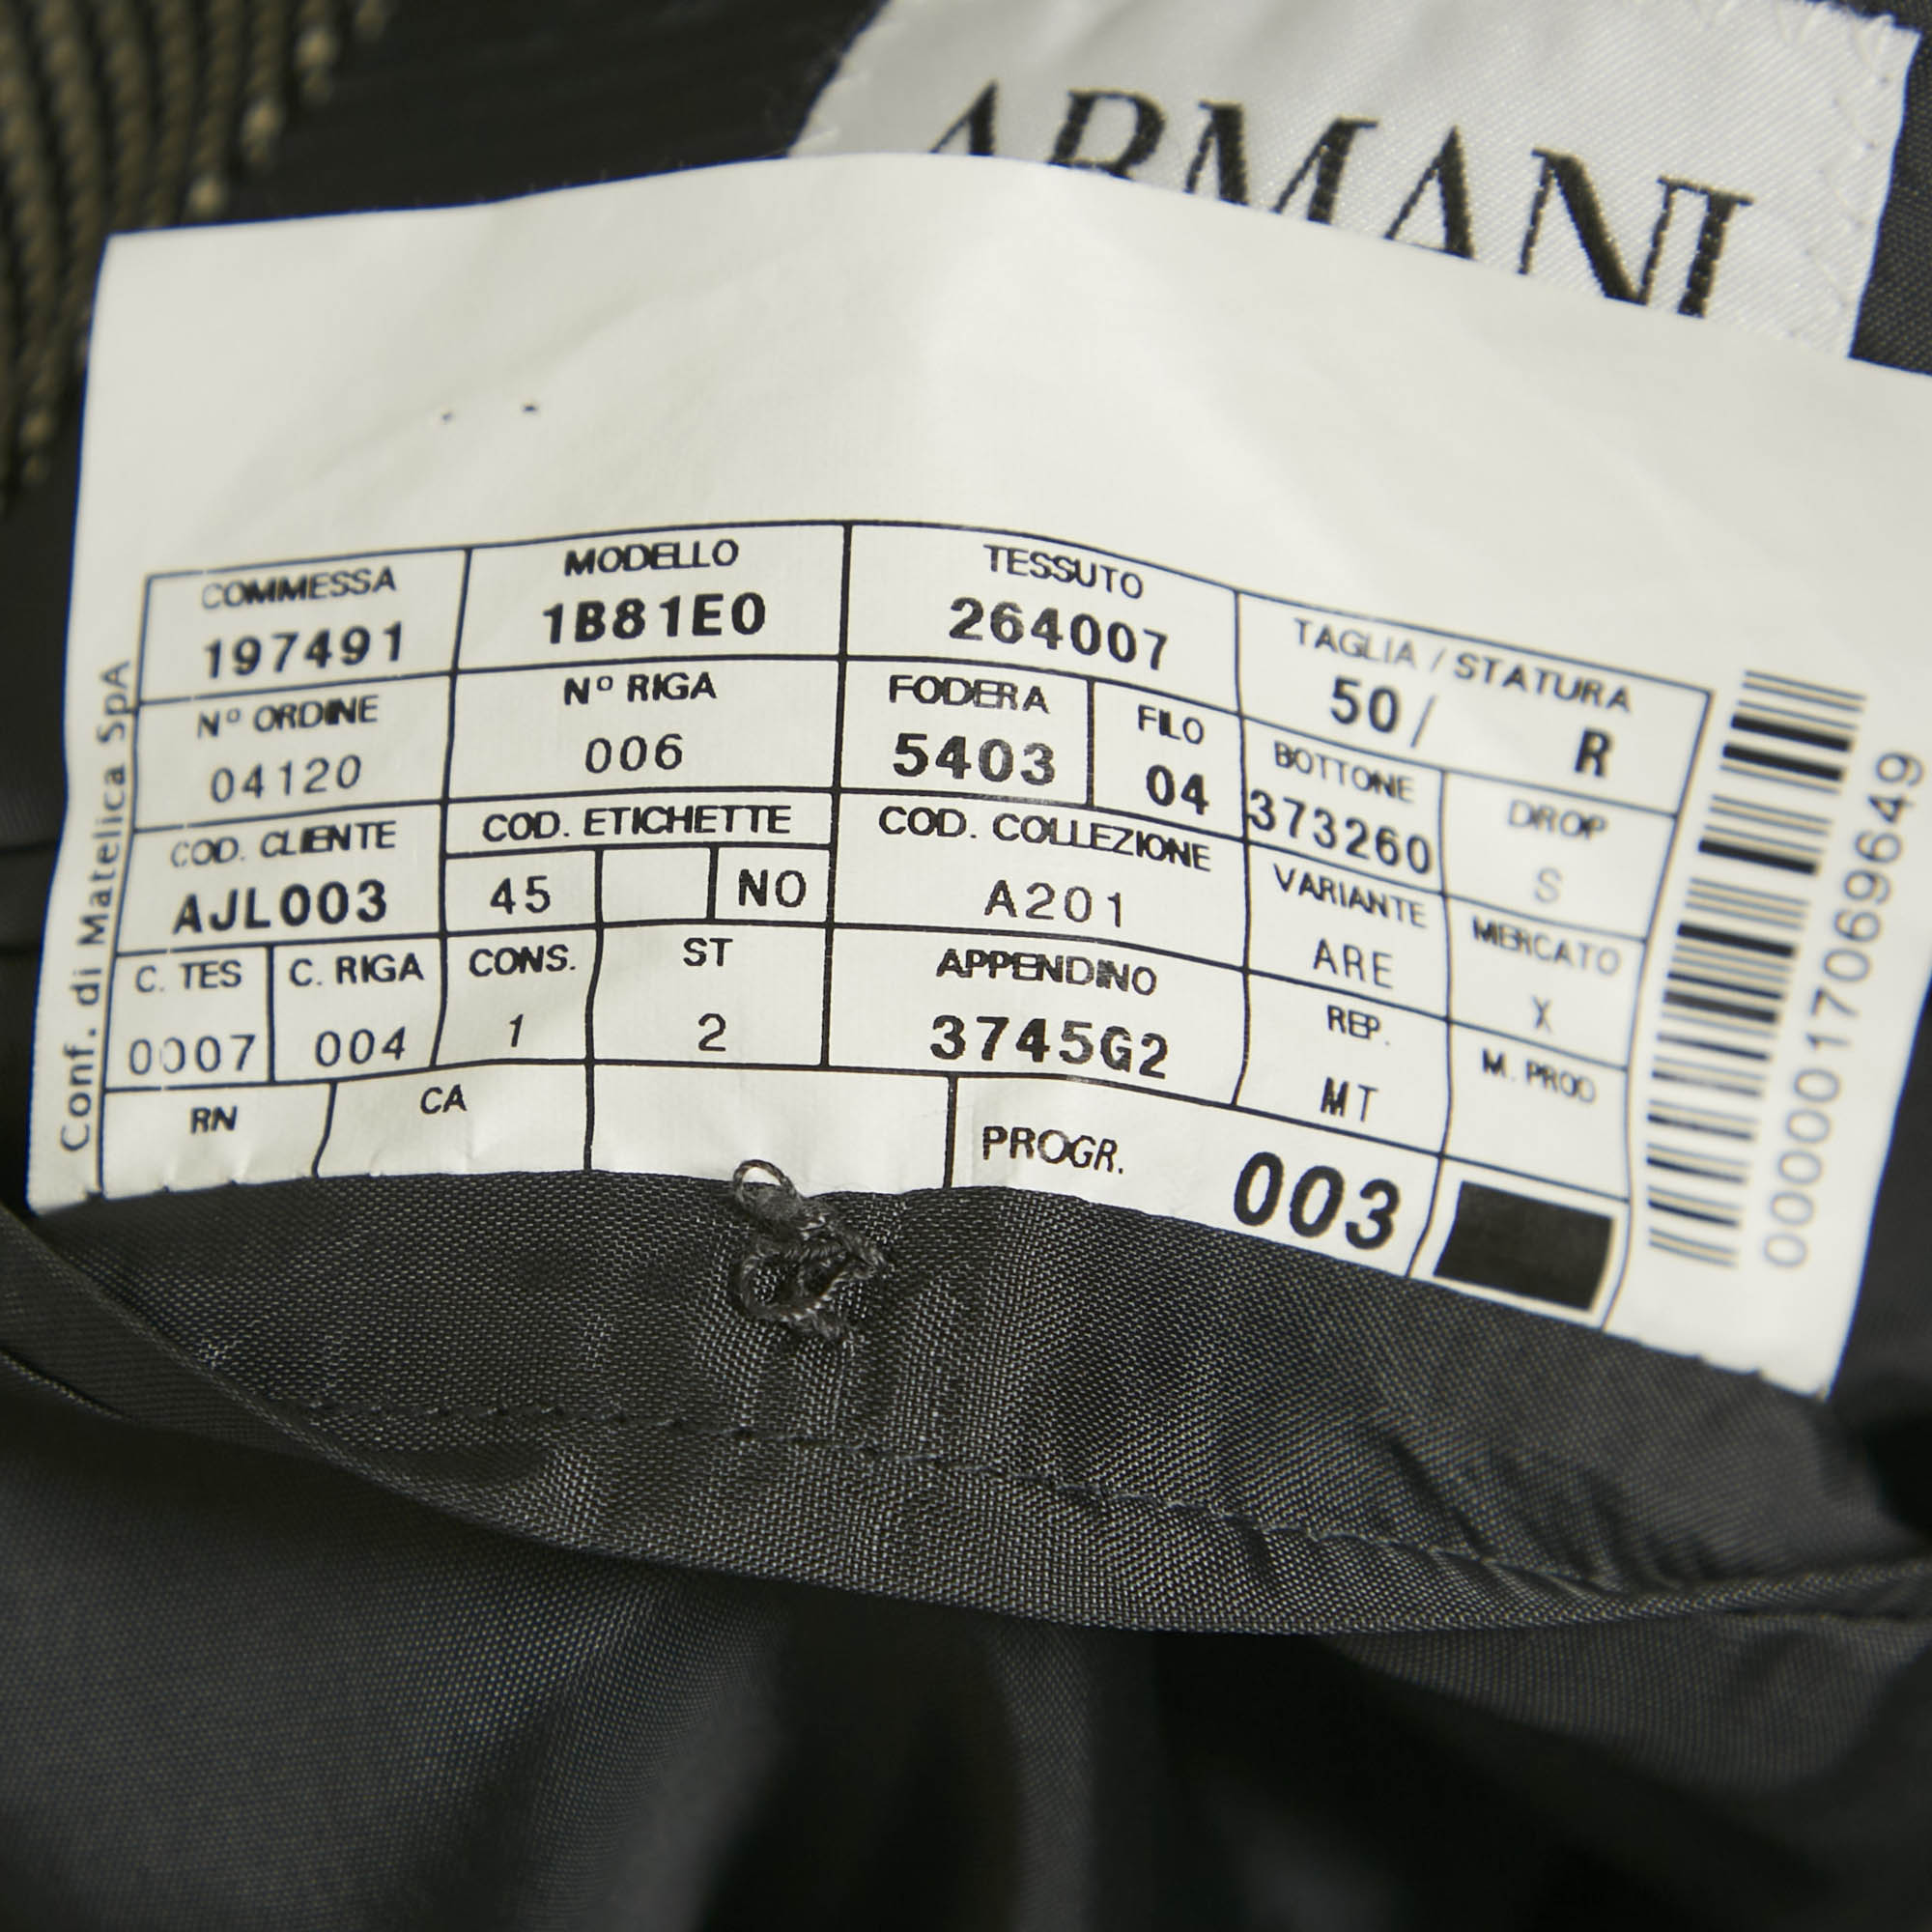 ARMANI
Conf. di Matelica SpA
COMMESSA
197491
MODELLO
1B81E0
TESSUTO
264007
TAGLIA / STATURA
50/ R
Nº ORDINE
04120
Nº RIGA
006
FODERA
5403
FILO
04
BOTTONE
373260
DROP
S
COD. CLIENTE
AJL003
COD. ETICHETTE
45 NO
COD. COLLEZIONE
A201
VARIANTE
ARE
MERCATO
X
C. TES
0007
C. RIGA
004
CONS.
1
ST
2
APPENDINO
3745G2
REP.
MT
M. PROD
RN
CA
PROGR. 003
0000017069649